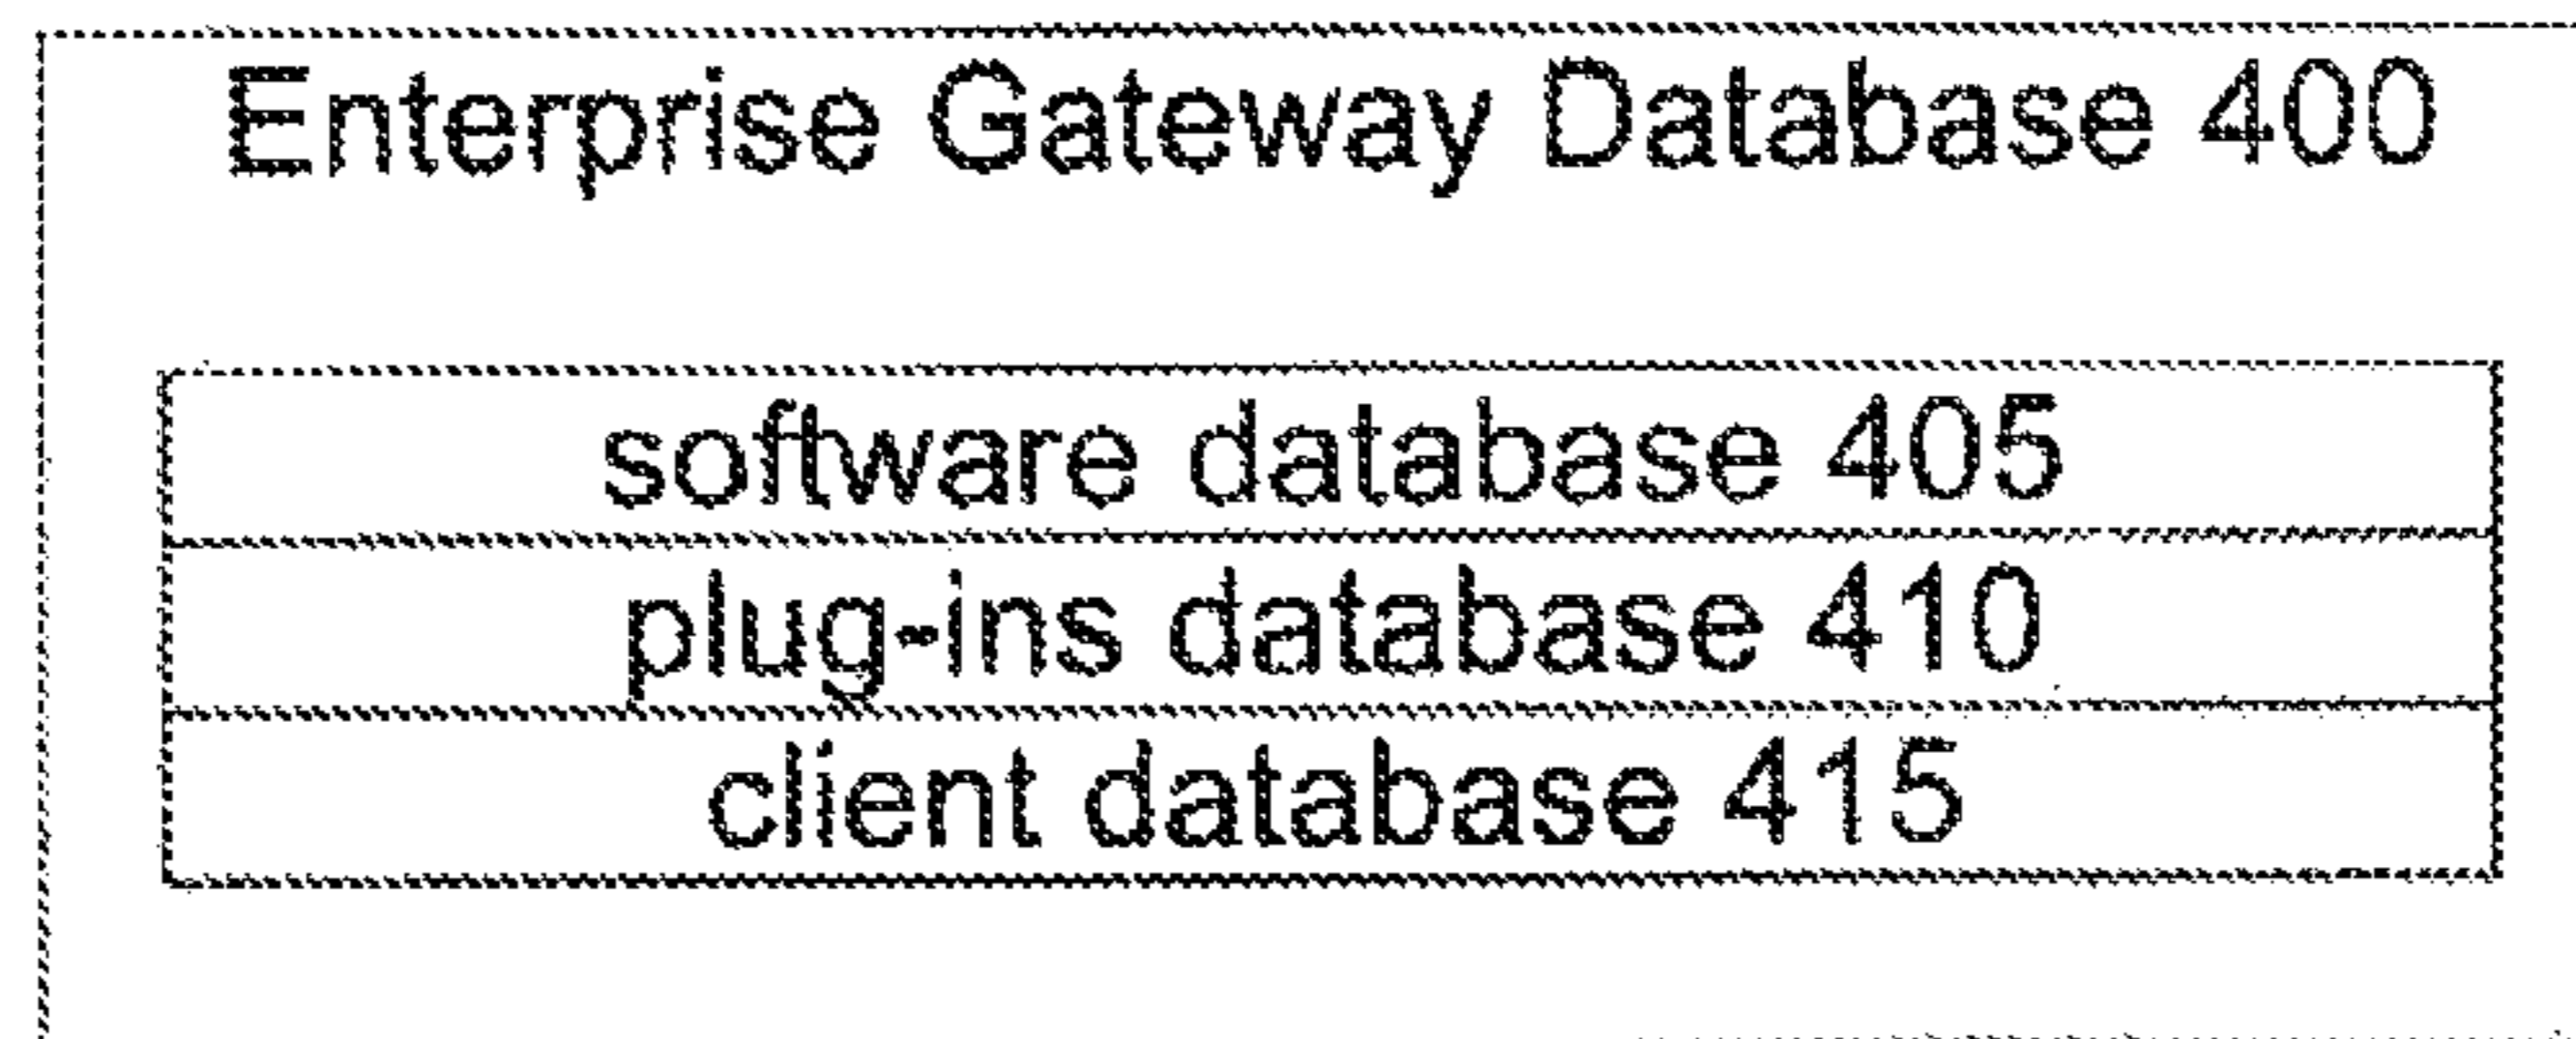 Enterprise Gateway Database 400
software database 405
plug-ins database 410
client database 415